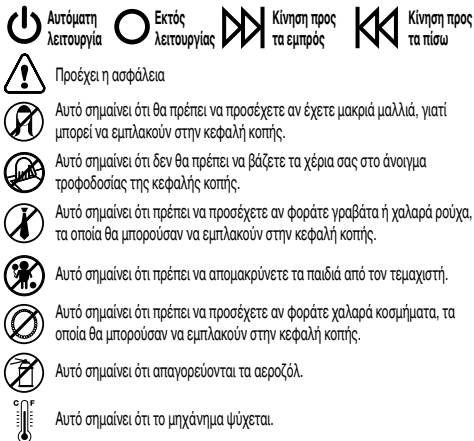 Αυτόματη λειτουργία
Εκτός λειτουργίας
Κίνηση προς τα εμπρός
Κίνηση προς τα πίσω
Προέχει η ασφάλεια
Αυτό σημαίνει ότι θα πρέπει να προσέχετε αν έχετε μακριά μαλλιά, γιατί
μπορεί να εμπλακούν στην κεφαλή κοπής.
Αυτό σημαίνει ότι δεν θα πρέπει να βάζετε τα χέρια σας στο άνοιγμα
τροφοδοσίας της κεφαλής κοπής.
Αυτό σημαίνει ότι πρέπει να προσέχετε αν φοράτε γραβάτα ή χαλαρά ρούχα,
τα οποία θα μπορούσαν να εμπλακούν στην κεφαλή κοπής.
Αυτό σημαίνει ότι πρέπει να απομακρύνετε τα παιδιά από τον τεμαχιστή.
Αυτό σημαίνει ότι πρέπει να προσέχετε αν φοράτε χαλαρά κοσμήματα, τα
οποία θα μπορούσαν να εμπλακούν στην κεφαλή κοπής.
Αυτό σημαίνει ότι απαγορεύονται τα αεροζόλ.
C F
Αυτό σημαίνει ότι το μηχάνημα ψύχεται.